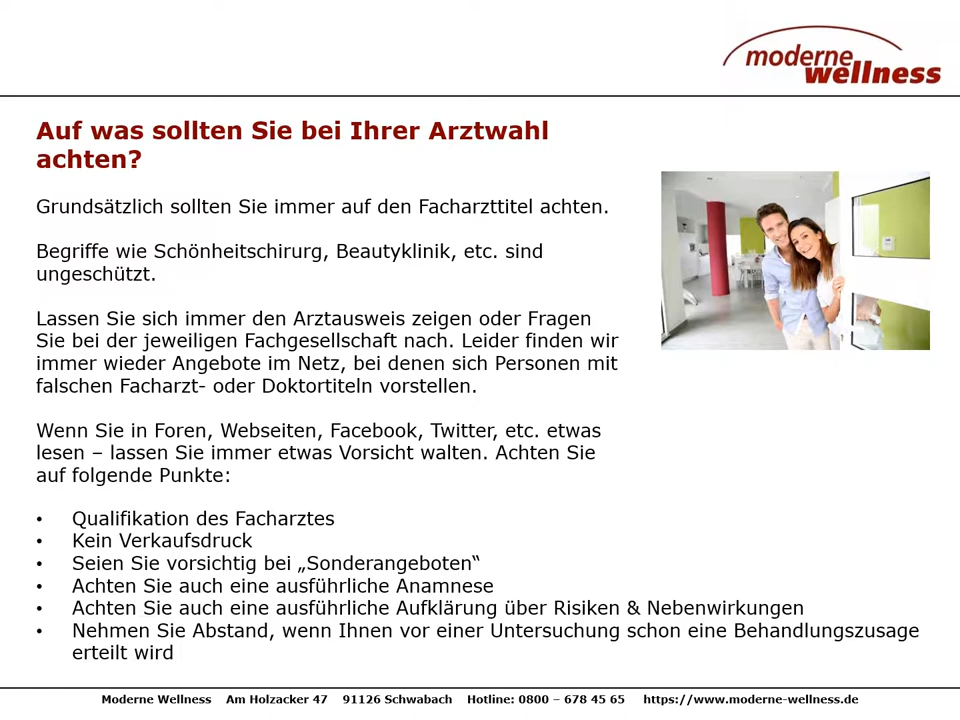 moderne
wellness
Auf was sollten Sie bei Ihrer Arztwahl
achten?
Grundsätzlich sollten Sie immer auf den Facharzttitel achten.
Begriffe wie Schönheitschirurg, Beautyklinik, etc. sind
ungeschützt.
Lassen Sie sich immer den Arztausweis zeigen oder Fragen
Sie bei der jeweiligen Fachgesellschaft nach. Leider finden wir
immer wieder Angebote im Netz, bei denen sich Personen mit
falschen Facharzt- oder Doktortiteln vorstellen.
Wenn Sie in Foren, Webseiten, Facebook, Twitter, etc. etwas
lesen – lassen Sie immer etwas Vorsicht walten. Achten Sie
auf folgende Punkte:
• Qualifikation des Facharztes
• Kein Verkaufsdruck
• Seien Sie vorsichtig bei „Sonderangeboten“
• Achten Sie auch eine ausführliche Anamnese
• Achten Sie auch eine ausführliche Aufklärung über Risiken & Nebenwirkungen
• Nehmen Sie Abstand, wenn Ihnen vor einer Untersuchung schon eine Behandlungszusage
erteilt wird
Moderne Wellness Am Holzacker 47 91126 Schwabach Hotline: 0800 – 678 45 65 https://www.moderne-wellness.de